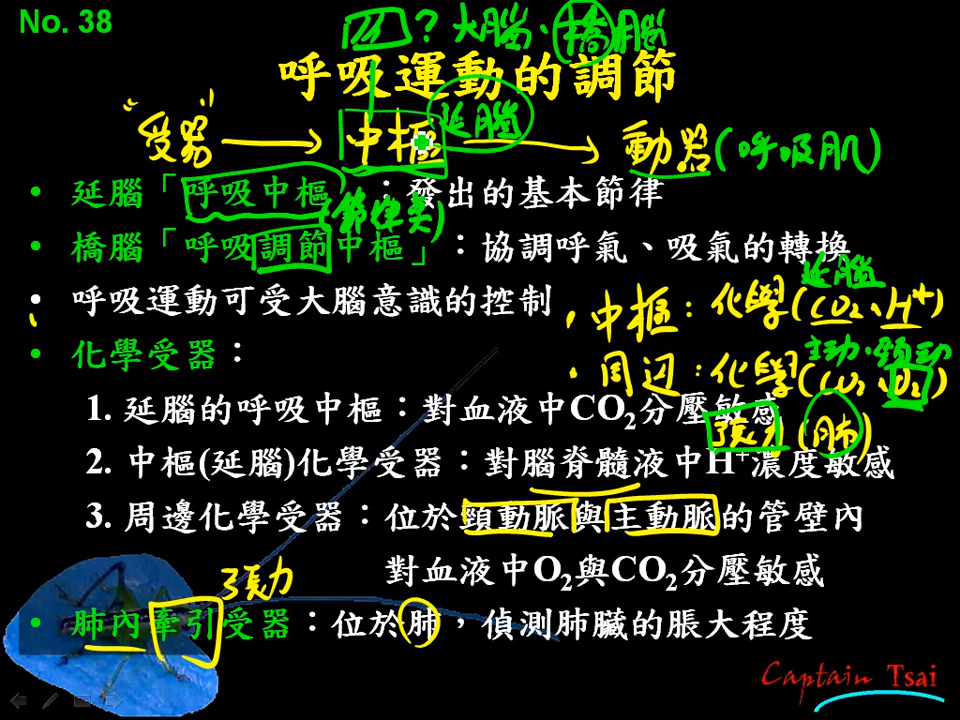 No. 38
?大腦、橋腦
呼吸運動的調節
"受器" → 中樞 延腦 → 動器(呼吸肌)
• 延腦「呼吸中樞」：發出的基本節律
(節律器)
• 橋腦「呼吸調節中樞」：協調呼氣、吸氣的轉換
延腦
• 呼吸運動可受大腦意識的控制
• 中樞：化學(CO2、H+)
主動、頸動
• 化學受器：
• 周边：化學(CO2、O2)
張力(肺)
1. 延腦的呼吸中樞：對血液中CO2分壓敏感
2. 中樞(延腦)化學受器：對腦脊髓液中H+濃度敏感
3. 周邊化學受器：位於頸動脈與主動脈的管壁內
對血液中O2與CO2分壓敏感
張力
• 肺內牽引受器：位於肺，偵測肺臟的脹大程度
Captain Tsai